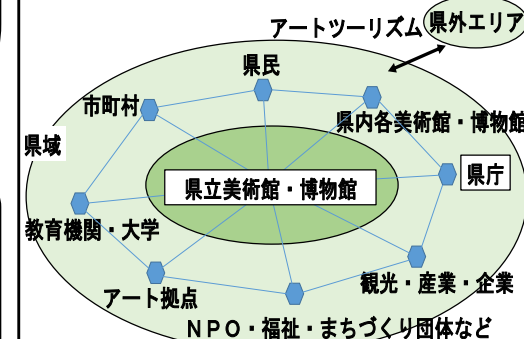 アートツーリズム
県外エリア
県民
市町村
県内各美術館・博物館
県域
県庁
県立美術館・博物館
教育機関・大学
観光・産業・企業
アート拠点
ＮＰＯ・福祉・まちづくり団体など